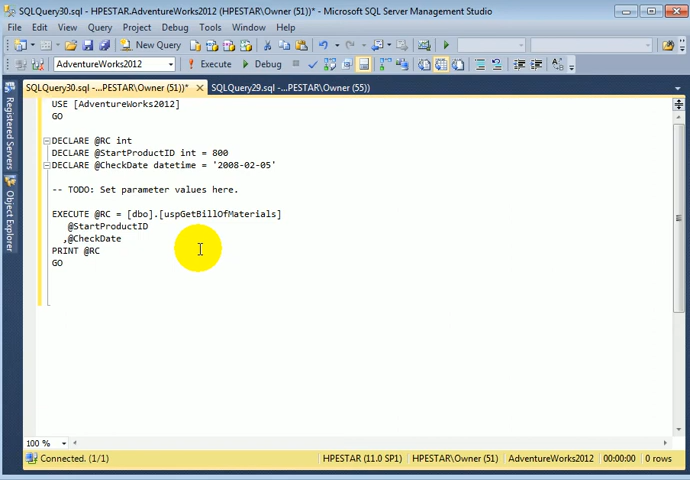 SQLQuery30.sql - HPESTAR.AdventureWorks2012 (HPESTAR\Owner (51))* - Microsoft SQL Server Management Studio
File Edit View Query Project Debug Tools Window Help
New Query
AdventureWorks2012 Execute Debug
SQLQuery30.sql -...PESTAR\Owner (51))* SQLQuery29.sql -...PESTAR\Owner (55))
Registered Servers
Object Explorer
USE [AdventureWorks2012]
GO
DECLARE @RC int
DECLARE @StartProductID int = 800
DECLARE @CheckDate datetime = '2008-02-05'
-- TODO: Set parameter values here.
EXECUTE @RC = [dbo].[uspGetBillOfMaterials]
@StartProductID
,@CheckDate
PRINT @RC
GO
100 %
Connected. (1/1) HPESTAR (11.0 SP1) HPESTAR\Owner (51) AdventureWorks2012 00:00:00 0 rows